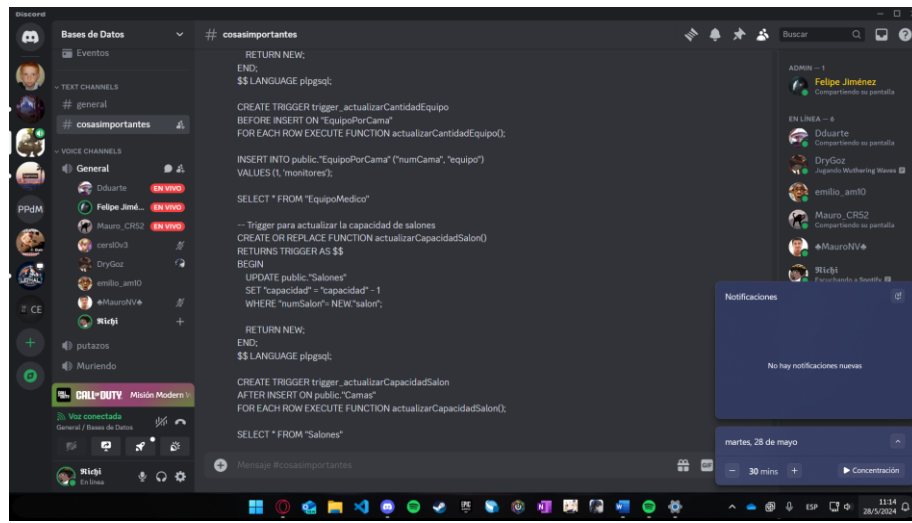 Discord
Bases de Datos
Eventos
TEXT CHANNELS
general
cosasimportantes
VOICE CHANNELS
General
Dduarte EN VIVO
Felipe Jimé... EN VIVO
Mauro_CR52 EN VIVO
cersl0v3
DryGoz
emilio_am10
♠MauroNV♠
Richi
putazos
Muriendo
CALL OF DUTY Misión Modern
Voz conectada
General / Bases de Datos
Richi
En línea
PPdM
# cosasimportantes
RETURN NEW;
END;
$$ LANGUAGE plpgsql;
CREATE TRIGGER trigger_actualizarCantidadEquipo
BEFORE INSERT ON "EquipoPorCama"
FOR EACH ROW EXECUTE FUNCTION actualizarCantidadEquipo();
INSERT INTO public."EquipoPorCama" ("numCama", "equipo")
VALUES (1, 'monitores');
SELECT * FROM "EquipoMedico"
-- Trigger para actualizar la capacidad de salones
CREATE OR REPLACE FUNCTION actualizarCapacidadSalon()
RETURNS TRIGGER AS $$
BEGIN
UPDATE public."Salones"
SET "capacidad" = "capacidad" - 1
WHERE "numSalon"= NEW."salon";
RETURN NEW;
END;
$$ LANGUAGE plpgsql;
CREATE TRIGGER trigger_actualizarCapacidadSalon
AFTER INSERT ON public."Camas"
FOR EACH ROW EXECUTE FUNCTION actualizarCapacidadSalon();
SELECT * FROM "Salones"
Mensaje #cosasimportantes
GIF
Buscar
ADMIN — 1
Felipe Jiménez
Compartiendo su pantalla
EN LÍNEA — 6
Dduarte
Compartiendo su pantalla
DryGoz
Jugando Wuthering Waves
emilio_am10
Mauro_CR52
Compartiendo su pantalla
♠MauroNV♠
Richi
Escuchando a Spotify
Notificaciones
No hay notificaciones nuevas
martes, 28 de mayo
30 mins
Concentración
ESP
11:14
28/5/2024